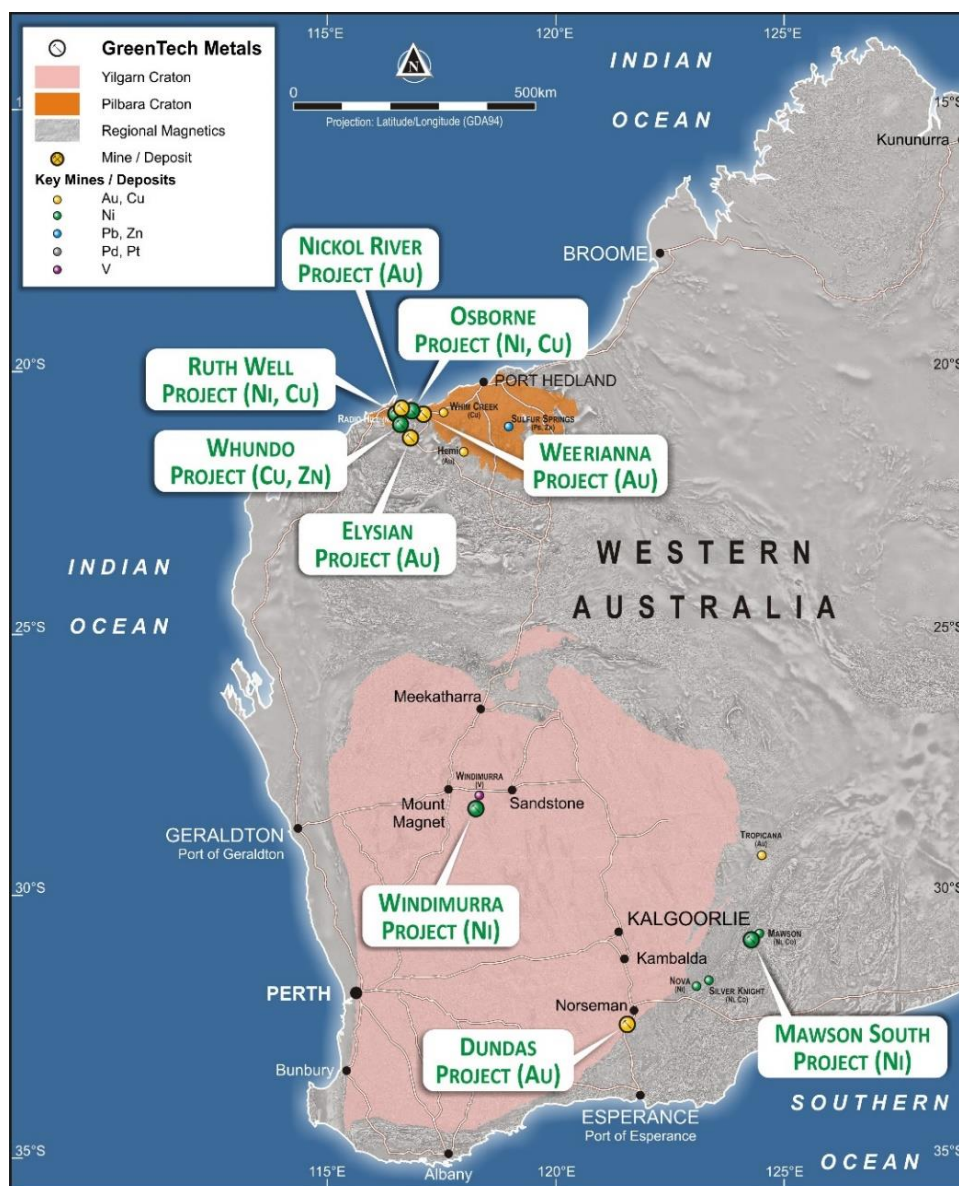 GreenTech Metals
Yilgarn Craton
Pilbara Craton
Regional Magnetics
Mine / Deposit
Key Mines / Deposits
Au, Cu
Ni
Pb, Zn
Pd, Pt
V
115°E
120°E
125°E
N
0
500km
Projection: Latitude/Longitude (GDA94)
INDIAN
OCEAN
15°S
15°S
Kununurra
BROOME
NICKOL RIVER
PROJECT (AU)
OSBORNE
PROJECT (NI, CU)
20°S
20°S
RUTH WELL
PROJECT (NI, CU)
PORT HEDLAND
RADIO HILL
WHIM CREEK
(Cu)
SULFUR SPRINGS
(Pb, Zn)
WHUNDO
PROJECT (CU, ZN)
Hemi
(Au)
WEERIANNA
PROJECT (AU)
ELYSIAN
PROJECT (AU)
INDIAN
OCEAN
WESTERN
AUSTRALIA
25°S
25°S
Meekatharra
WINDIMURRA
(V)
Mount
Magnet
Sandstone
GERALDTON
Port of Geraldton
TROPICANA
(Au)
30°S
30°S
WINDIMURRA
PROJECT (NI)
KALGOORLIE
MAWSON
(Ni, Co)
Kambalda
PERTH
NOVA
(Ni)
SILVER KNIGHT
(Ni, Co)
Norseman
DUNDAS
PROJECT (AU)
MAWSON SOUTH
PROJECT (NI)
Bunbury
ESPERANCE
Port of Esperance
SOUTHERN
OCEAN
35°S
35°S
Albany
115°E
120°E
125°E